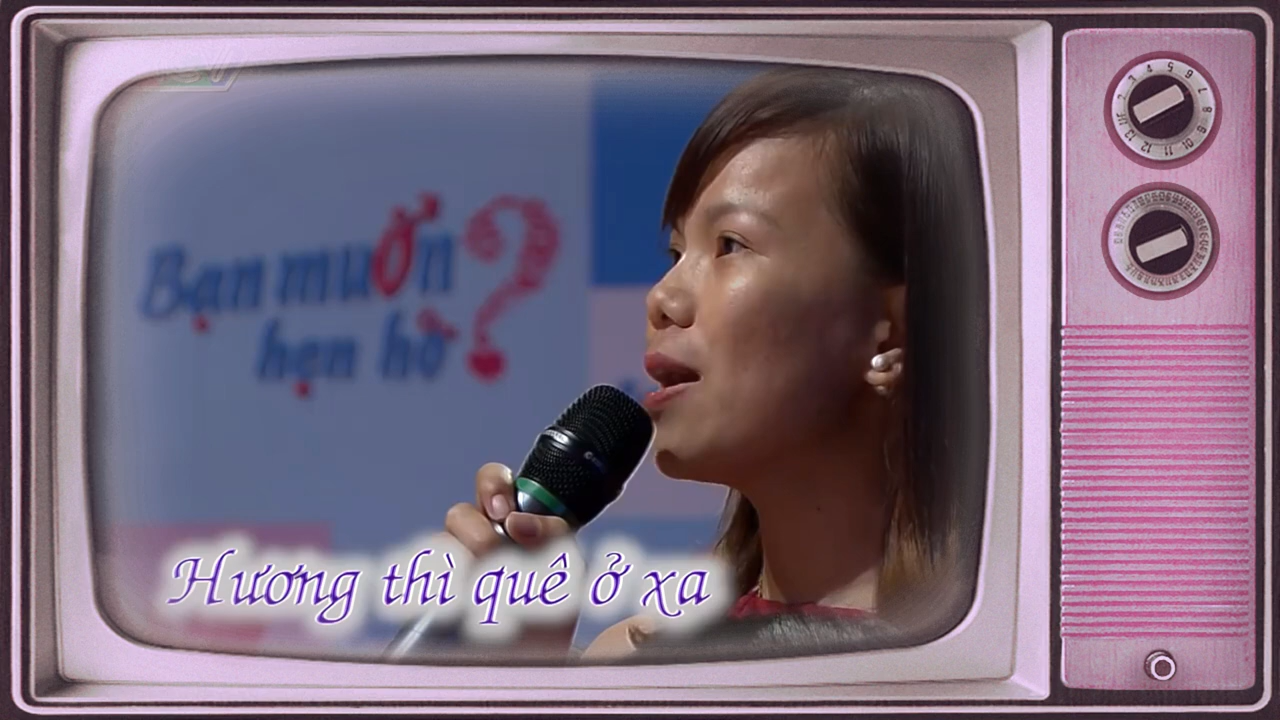 Bạn muốn
hẹn hò?
Hương thì quê ở xa